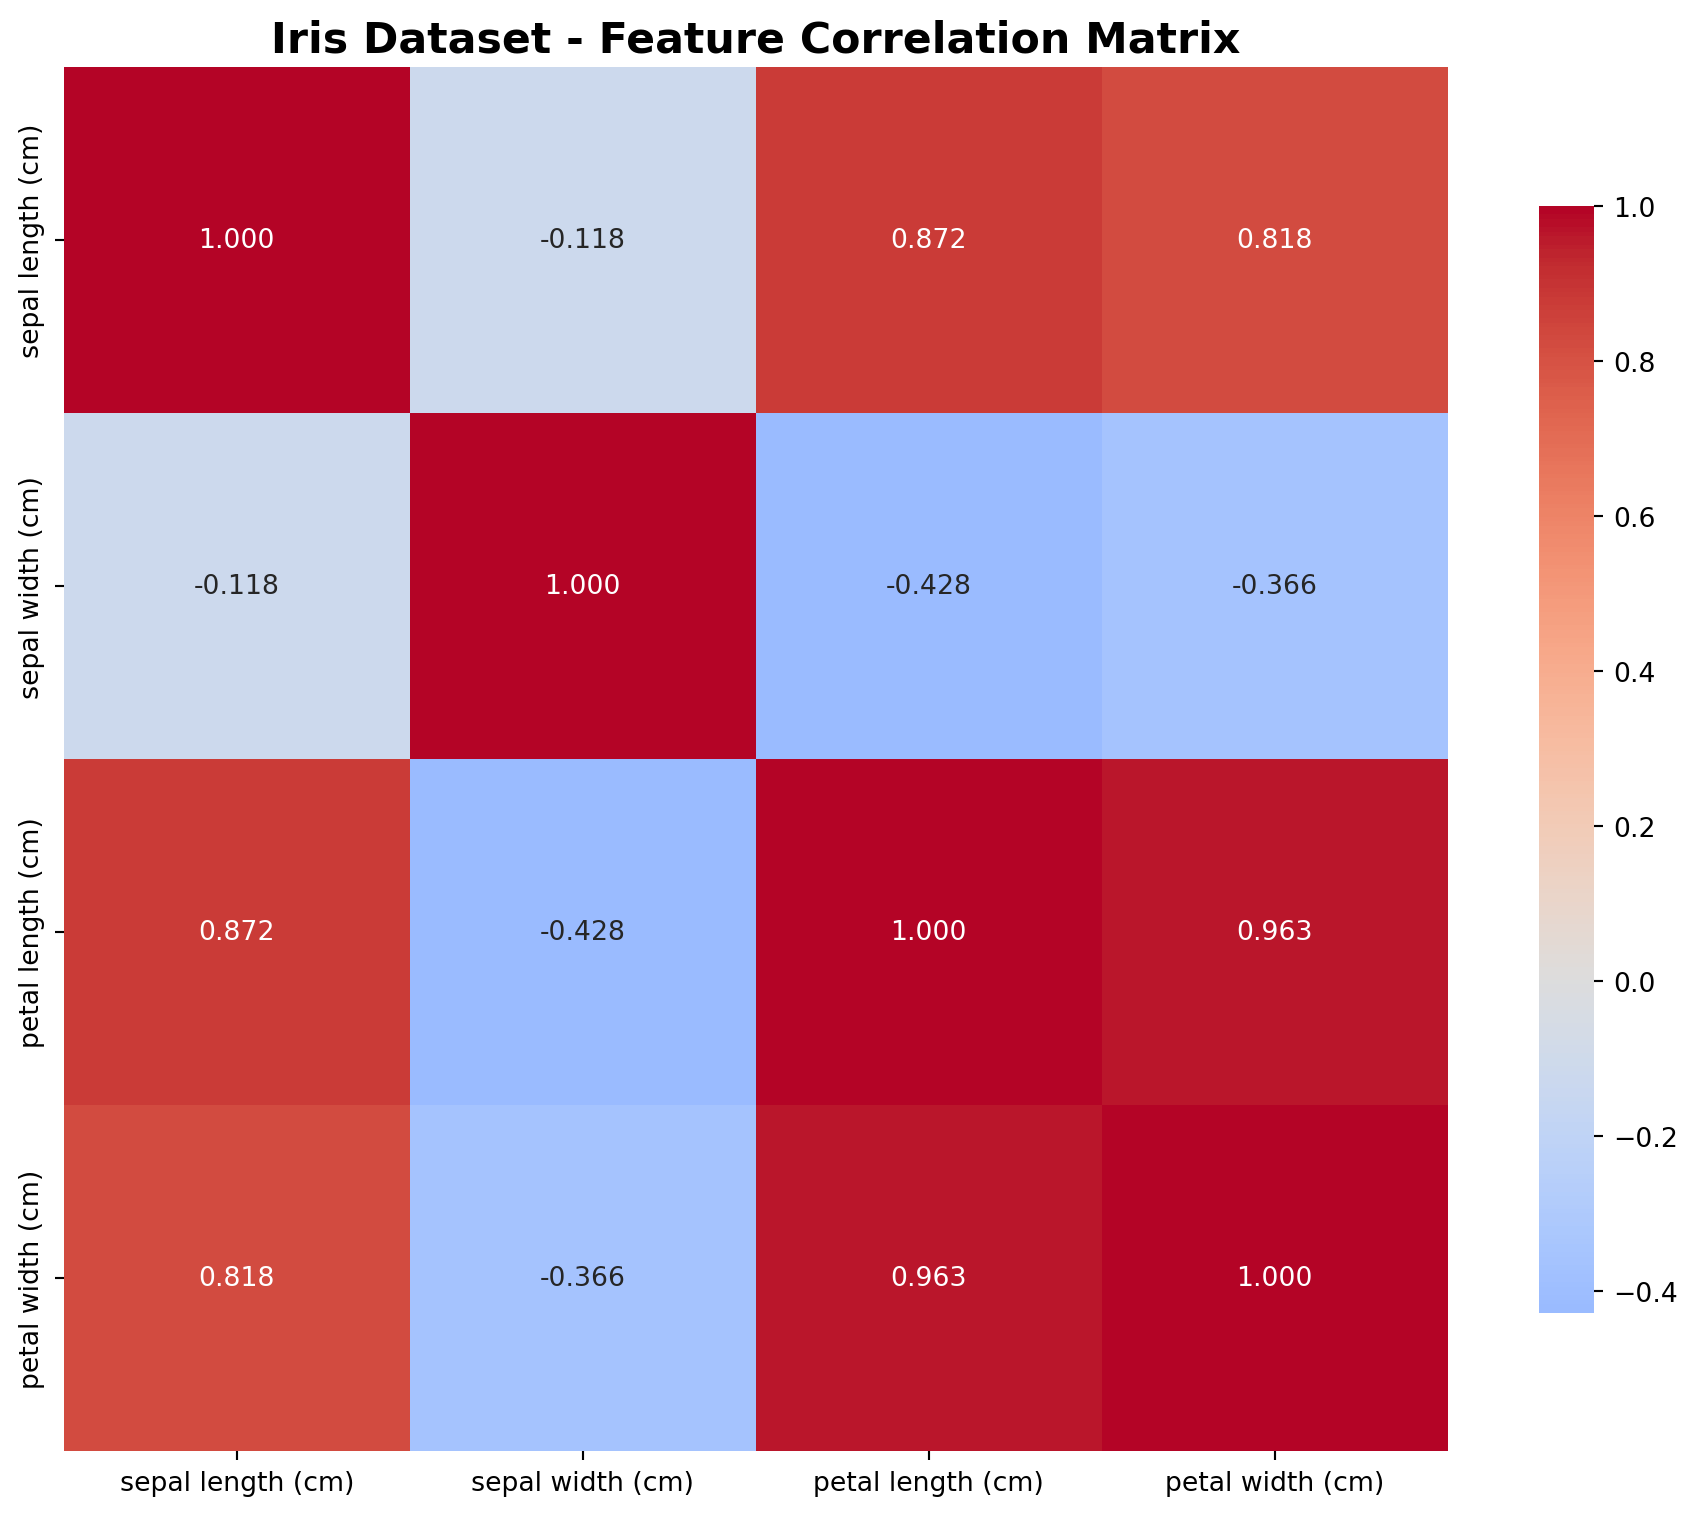 Iris Dataset - Feature Correlation Matrix
sepal length (cm)
1.000 -0.118 0.872 0.818
sepal width (cm)
-0.118 1.000 -0.428 -0.366
petal length (cm)
0.872 -0.428 1.000 0.963
petal width (cm)
0.818 -0.366 0.963 1.000
sepal length (cm) sepal width (cm) petal length (cm) petal width (cm)
1.0
0.8
0.6
0.4
0.2
0.0
−0.2
−0.4